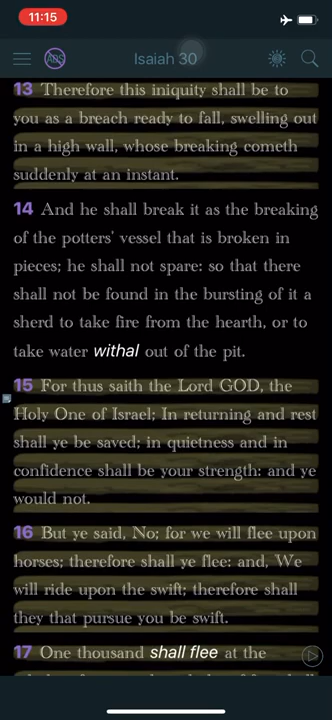 11:15
ADS
Isaiah 30
13 Therefore this iniquity shall be to
you as a breach ready to fall, swelling out
in a high wall, whose breaking cometh
suddenly at an instant.
14 And he shall break it as the breaking
of the potters' vessel that is broken in
pieces; he shall not spare: so that there
shall not be found in the bursting of it a
sherd to take fire from the hearth, or to
take water withal out of the pit.
15 For thus saith the Lord GOD, the
Holy One of Israel; In returning and rest
shall ye be saved; in quietness and in
confidence shall be your strength: and ye
would not.
16 But ye said, No; for we will flee upon
horses; therefore shall ye flee: and, We
will ride upon the swift; therefore shall
they that pursue you be swift.
17 One thousand shall flee at the